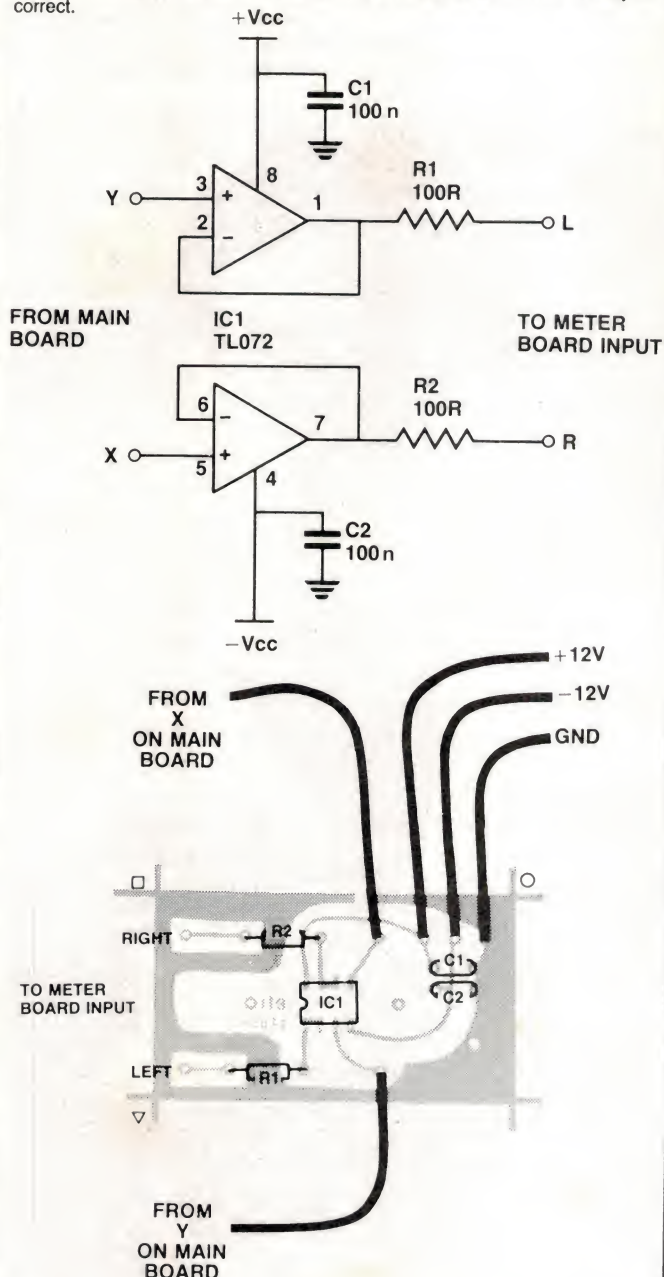 correct.
+Vcc
C1
100 n
8
R1
100R
Y
3
+
1
2
−
L
FROM MAIN
BOARD
IC1
TL072
TO METER
BOARD INPUT
R2
100R
6
−
7
X
5
+
R
4
C2
100 n
−Vcc
+12V
−12V
GND
FROM
X
ON MAIN
BOARD
RIGHT
R2
C1
C2
IC1
TO METER
BOARD INPUT
LEFT
R1
FROM
Y
ON MAIN
BOARD